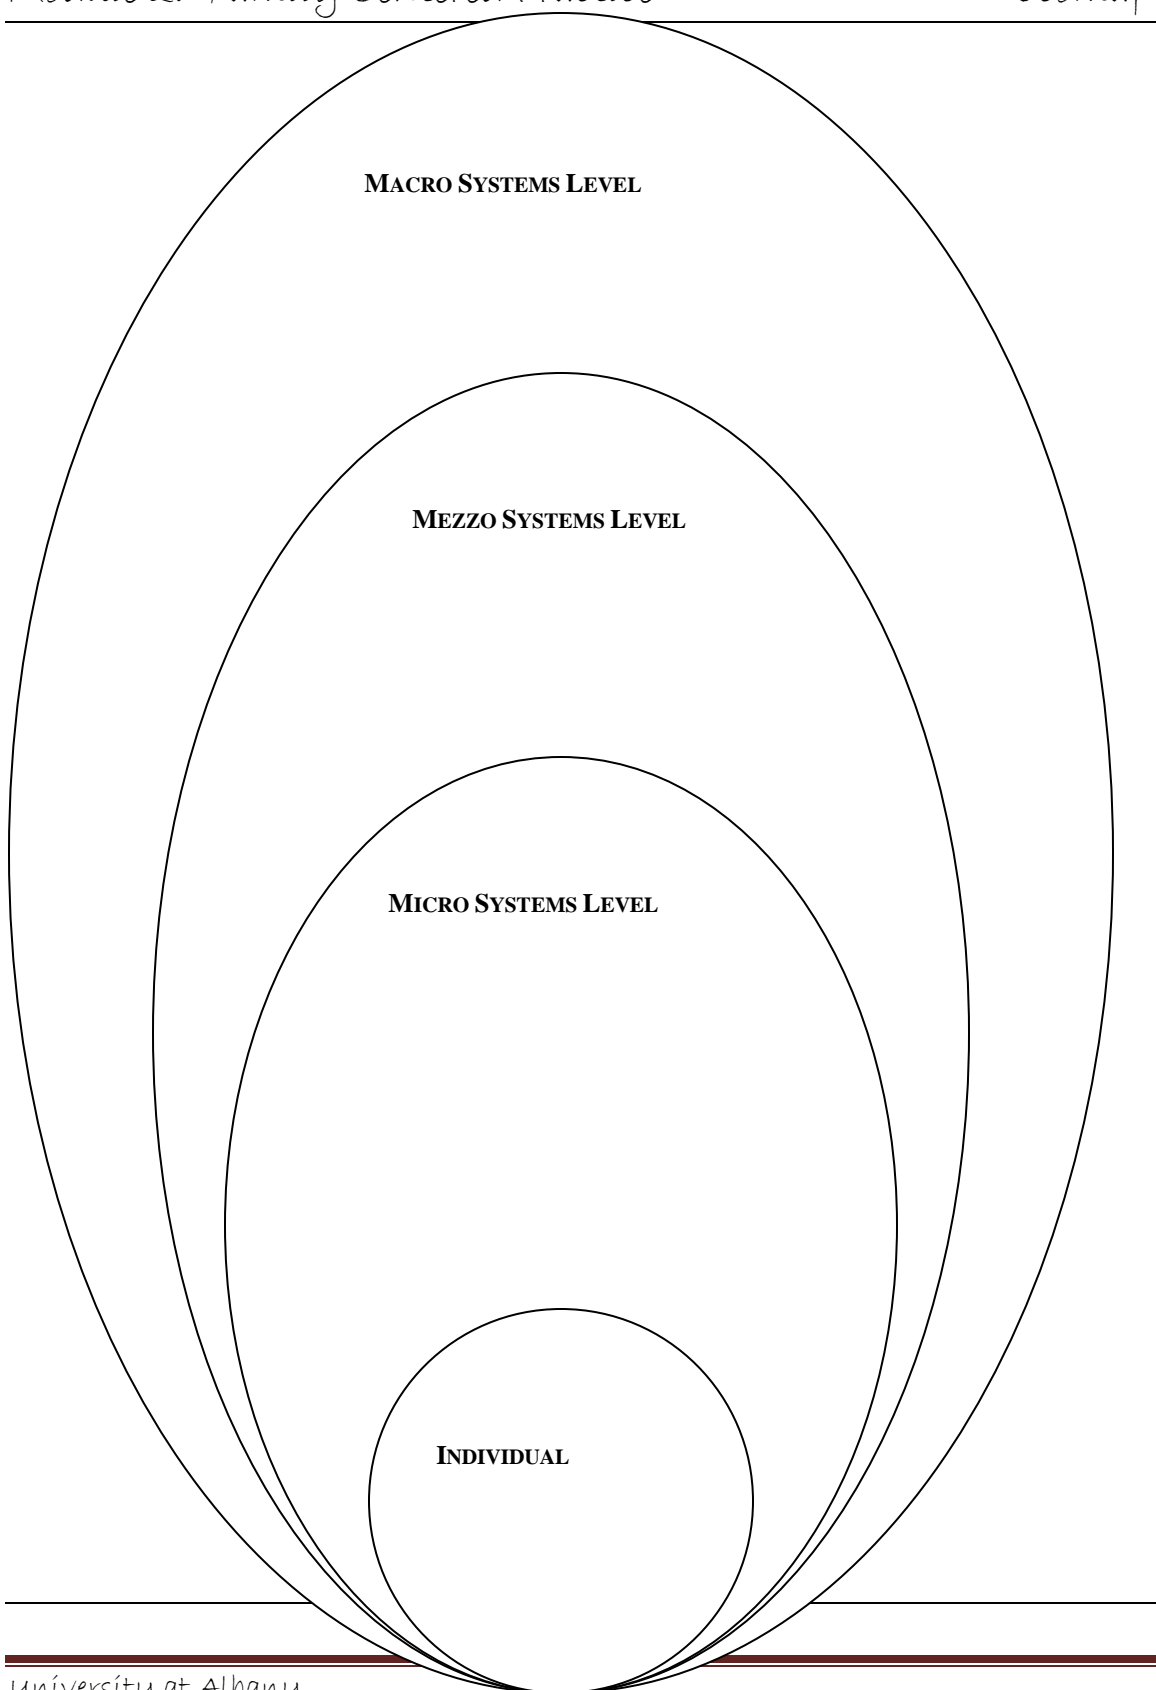 MACRO SYSTEMS LEVEL
MEZZO SYSTEMS LEVEL
MICRO SYSTEMS LEVEL
INDIVIDUAL
University at Albany